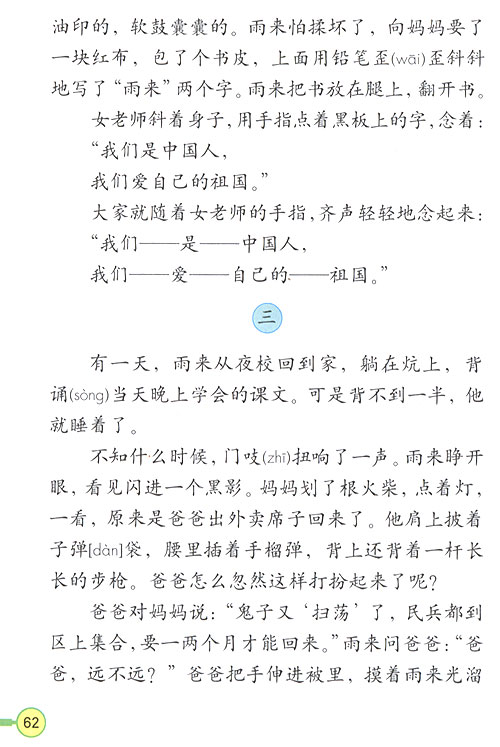 油印的，软鼓囊囊的。雨来怕揉坏了，向妈妈要了
一块红布，包了个书皮，上面用铅笔歪(wāi)歪斜斜
地写了“雨来”两个字。雨来把书放在腿上，翻开书。
女老师斜着身子，用手指点着黑板上的字，念着：
“我们是中国人，
我们爱自己的祖国。”
大家就随着女老师的手指，齐声轻轻地念起来：
“我们——是——中国人，
我们——爱——自己的——祖国。”
三
有一天，雨来从夜校回到家，躺在炕上，背
诵(sòng)当天晚上学会的课文。可是背不到一半，他
就睡着了。
不知什么时候，门吱(zhī)扭响了一声。雨来睁开
眼，看见闪进一个黑影。妈妈划了根火柴，点着灯，
一看，原来是爸爸出外卖席子回来了。他肩上披着
子弹[dàn]袋，腰里插着手榴弹，背上还背着一杆长
长的步枪。爸爸怎么忽然这样打扮起来了呢？
爸爸对妈妈说：“鬼子又‘扫荡’了，民兵都到
区上集合，要一两个月才能回来。”雨来问爸爸：“爸
爸，远不远？”爸爸把手伸进被里，摸着雨来光溜
62